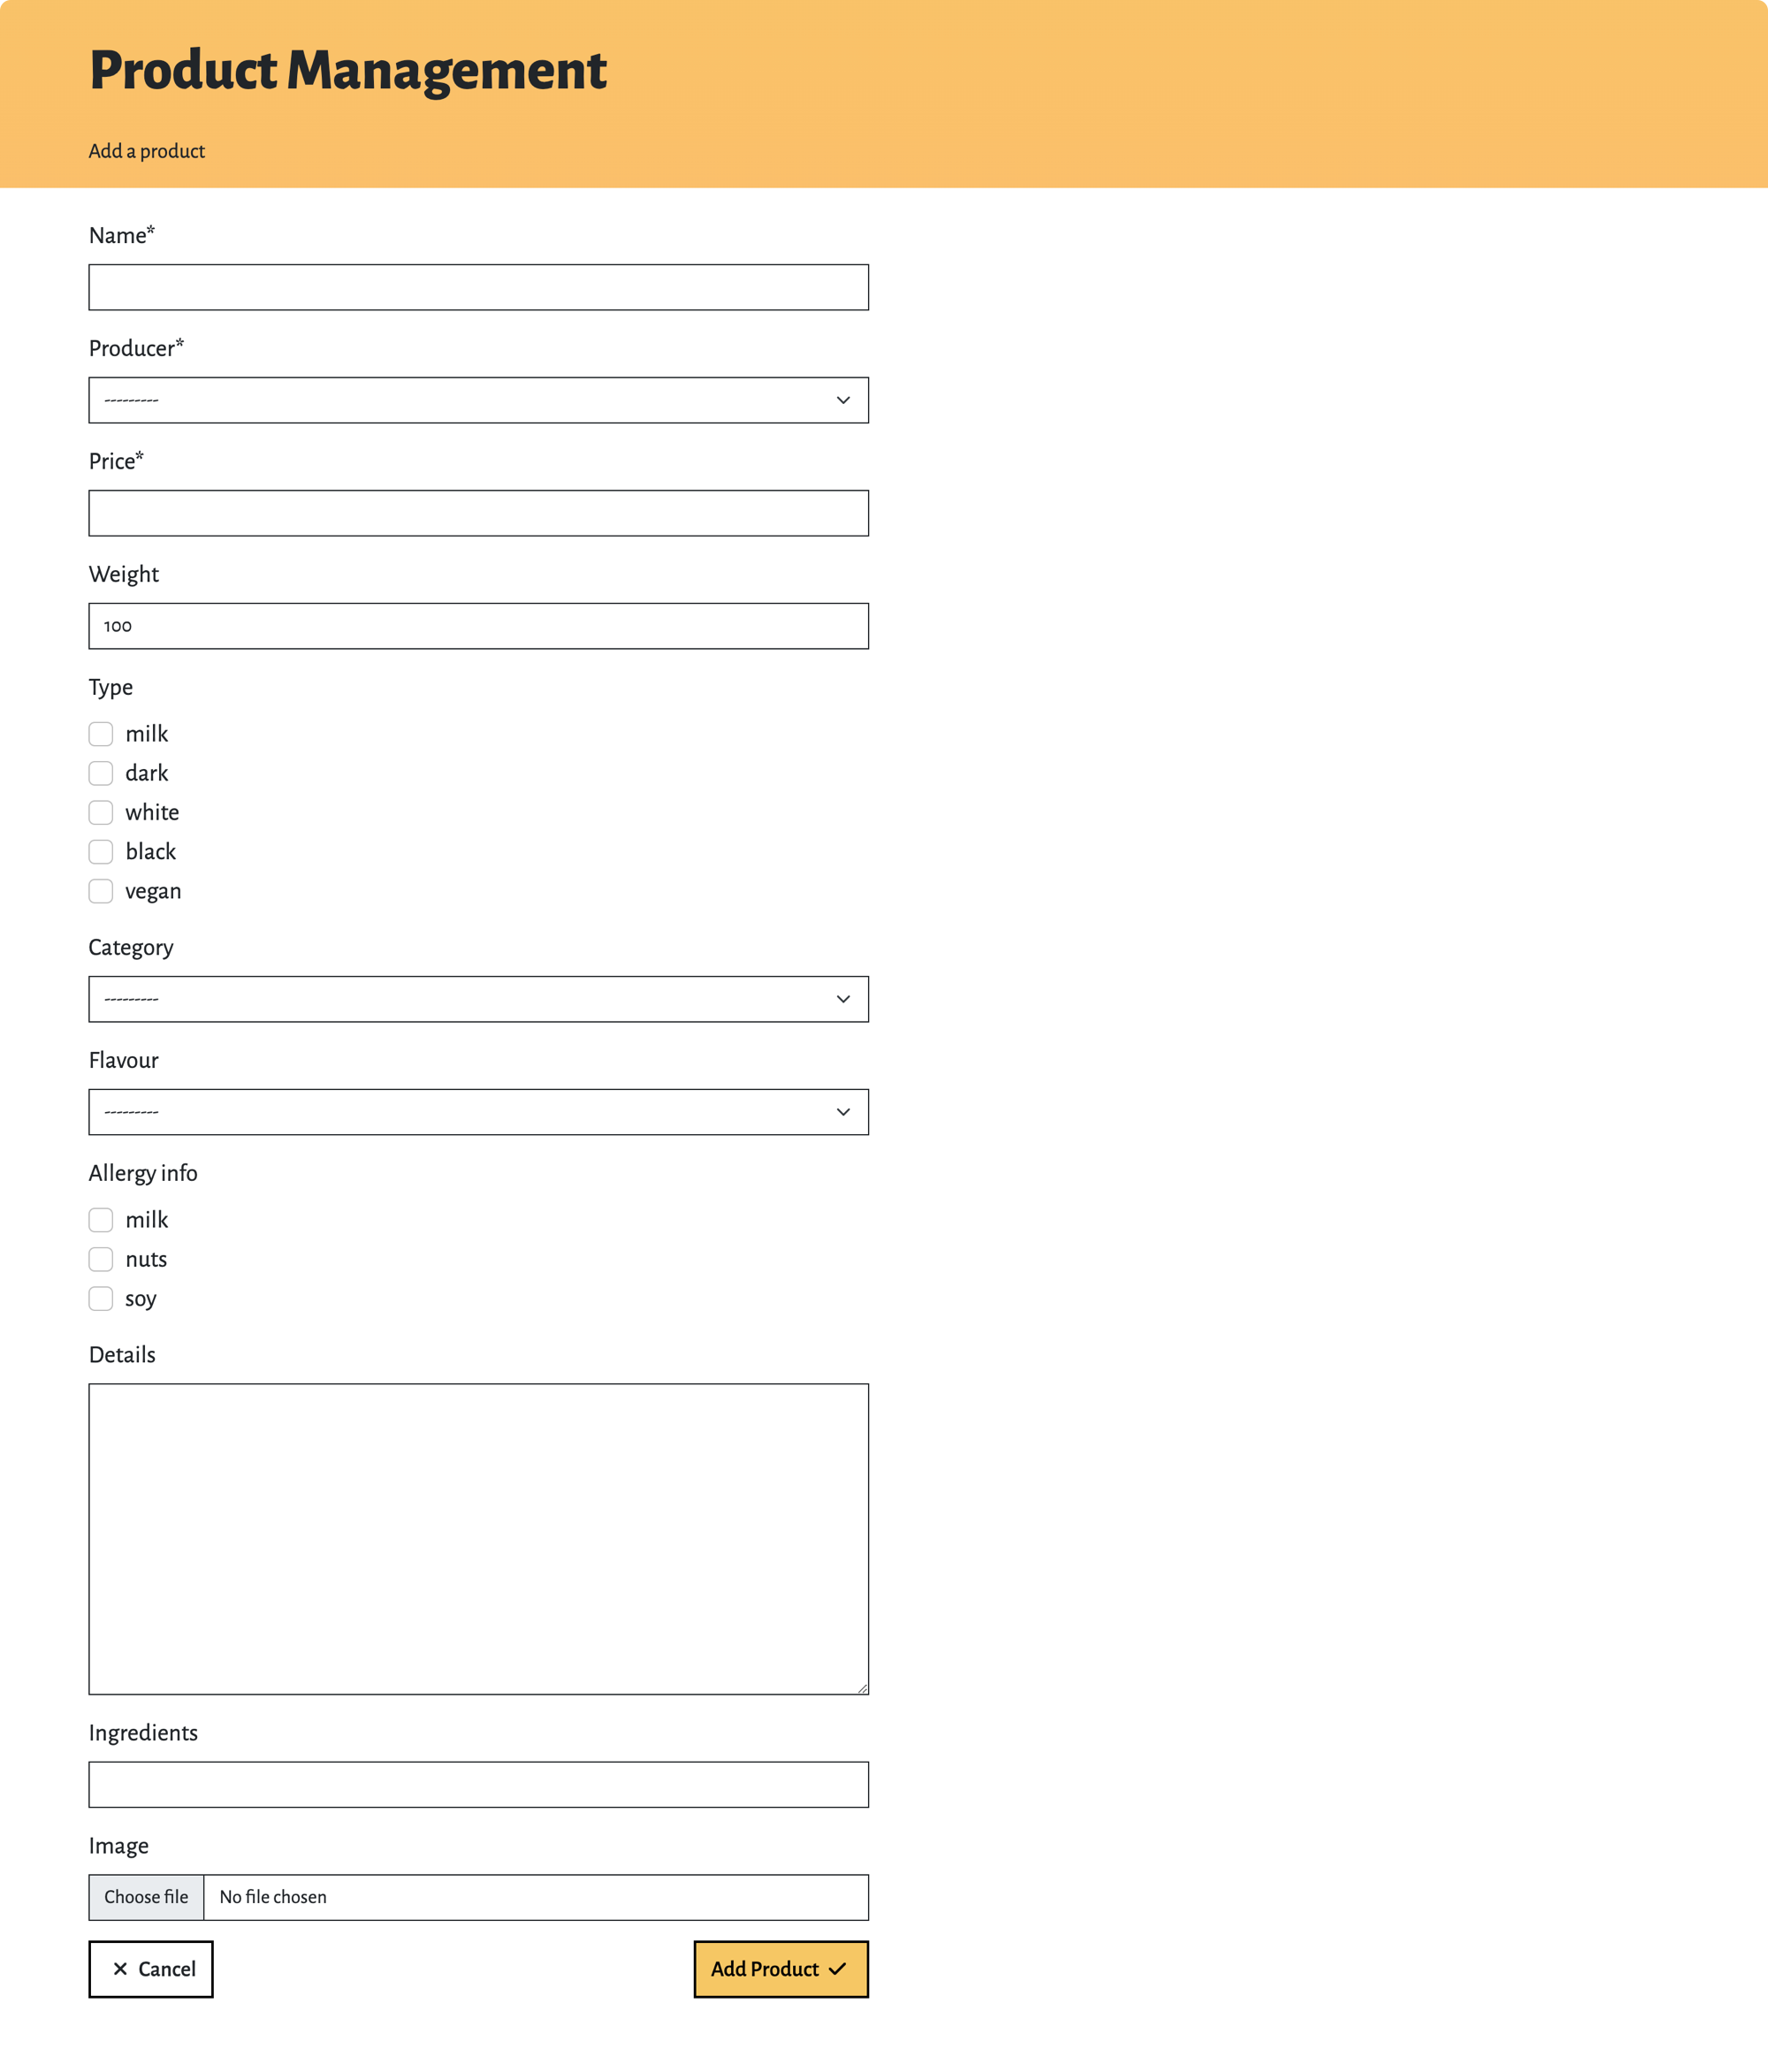 Product Management
Add a product
Name*
Producer*
---------
Price*
Weight
100
Type
milk
dark
white
black
vegan
Category
---------
Flavour
---------
Allergy info
milk
nuts
soy
Details
Ingredients
Image
Choose file No file chosen
Cancel Add Product